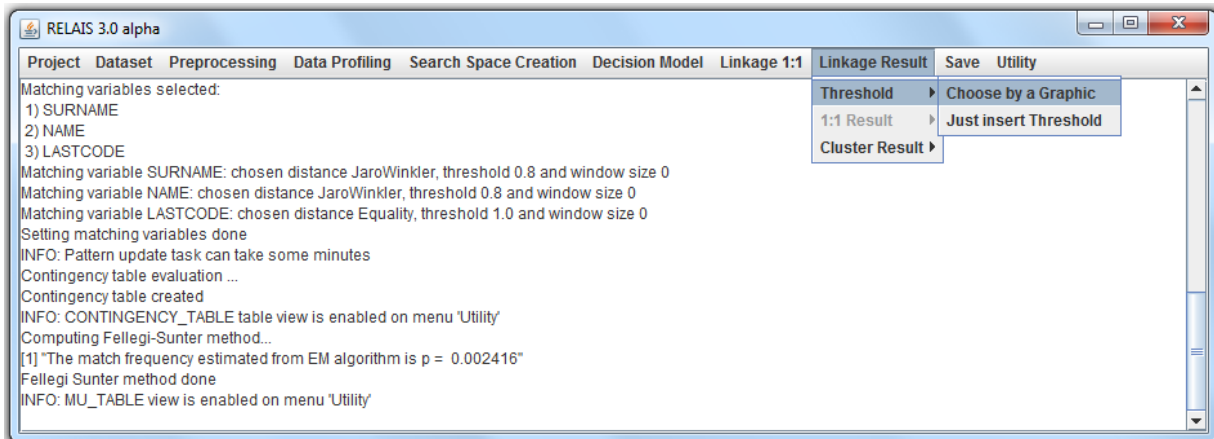 RELAIS 3.0 alpha
Project Dataset Preprocessing Data Profiling Search Space Creation Decision Model Linkage 1:1 Linkage Result Save Utility
Threshold
1:1 Result
Cluster Result
Choose by a Graphic
Just insert Threshold
Matching variables selected:
1) SURNAME
2) NAME
3) LASTCODE
Matching variable SURNAME: chosen distance JaroWinkler, threshold 0.8 and window size 0
Matching variable NAME: chosen distance JaroWinkler, threshold 0.8 and window size 0
Matching variable LASTCODE: chosen distance Equality, threshold 1.0 and window size 0
Setting matching variables done
INFO: Pattern update task can take some minutes
Contingency table evaluation ...
Contingency table created
INFO: CONTINGENCY_TABLE table view is enabled on menu 'Utility'
Computing Fellegi-Sunter method...
[1] "The match frequency estimated from EM algorithm is p =  0.002416"
Fellegi Sunter method done
INFO: MU_TABLE view is enabled on menu 'Utility'